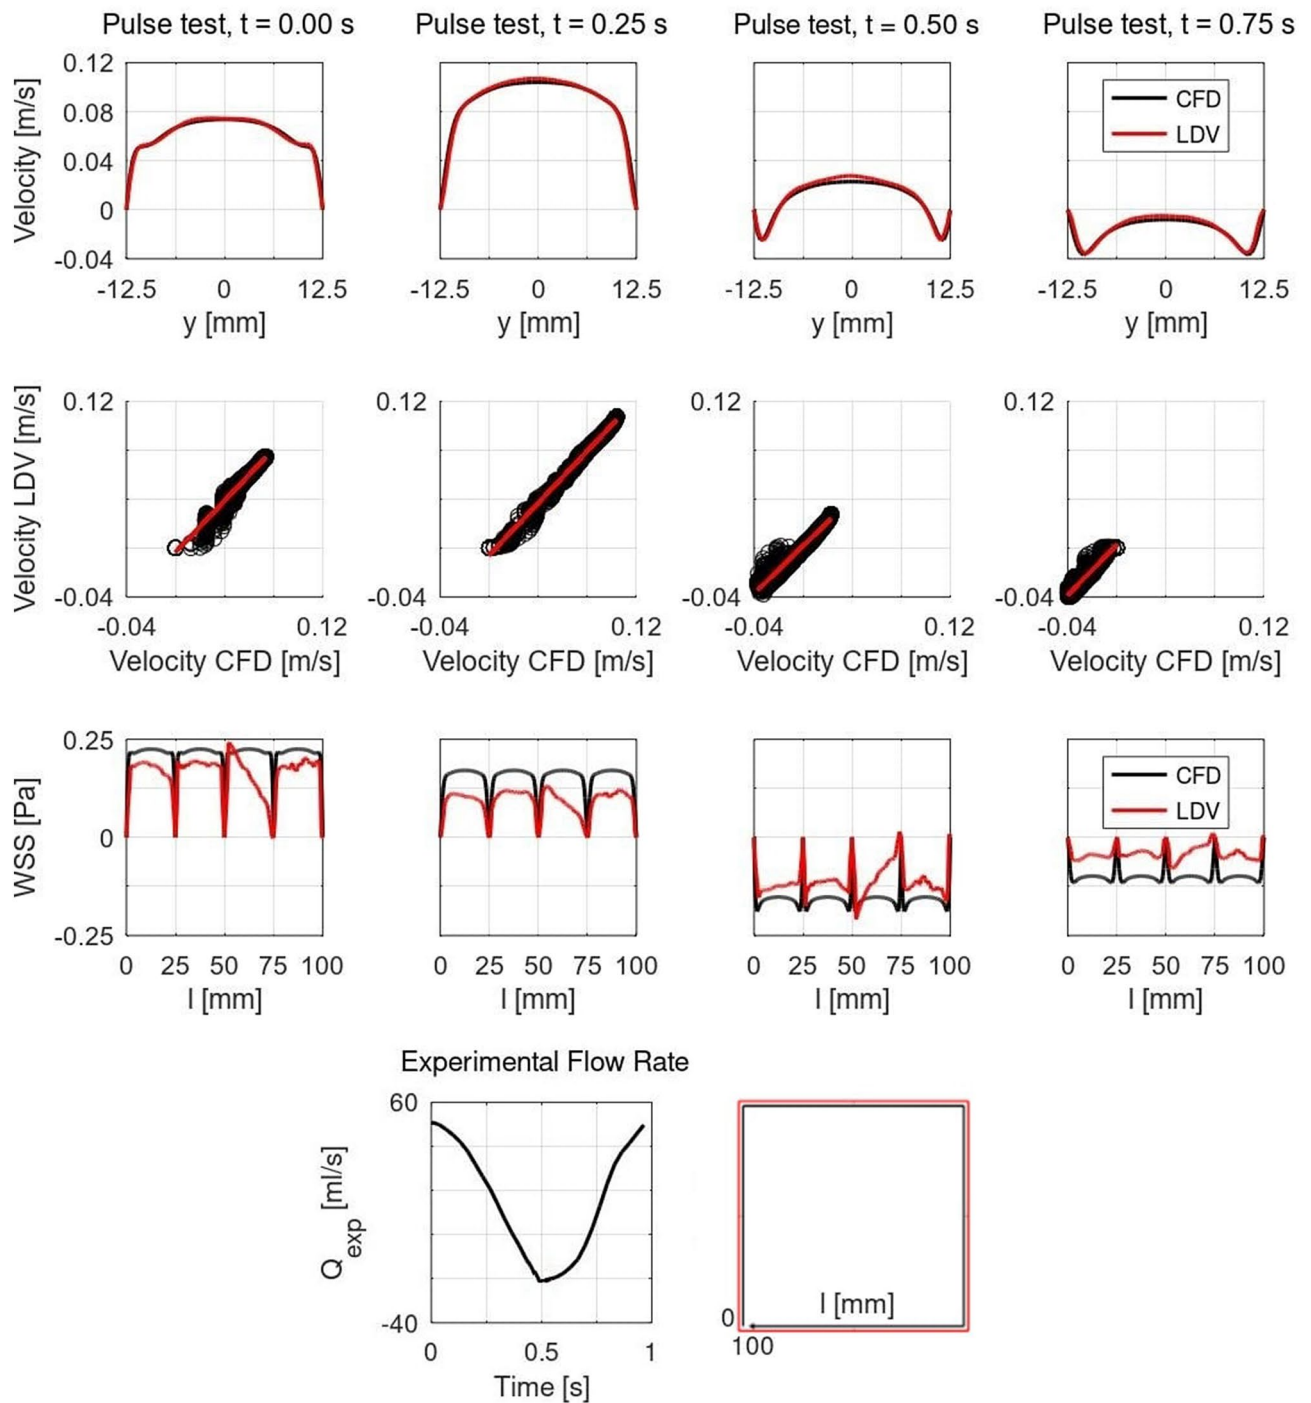 Pulse test, t = 0.00 s
Pulse test, t = 0.25 s
Pulse test, t = 0.50 s
Pulse test, t = 0.75 s
Velocity [m/s]
0.12
0.08
0.04
0
-0.04
CFD
LDV
-12.5 0 12.5
-12.5 0 12.5
-12.5 0 12.5
-12.5 0 12.5
y [mm]
y [mm]
y [mm]
y [mm]
Velocity LDV [m/s]
0.12
0.12
0.12
0.12
-0.04
-0.04
-0.04
-0.04
-0.04 0.12
-0.04 0.12
-0.04 0.12
-0.04 0.12
Velocity CFD [m/s]
Velocity CFD [m/s]
Velocity CFD [m/s]
Velocity CFD [m/s]
WSS [Pa]
0.25
0
-0.25
CFD
LDV
0 25 50 75 100
0 25 50 75 100
0 25 50 75 100
0 25 50 75 100
l [mm]
l [mm]
l [mm]
l [mm]
Experimental Flow Rate
Qexp [ml/s]
60
-40
0 0.5 1
Time [s]
l [mm]
0
100